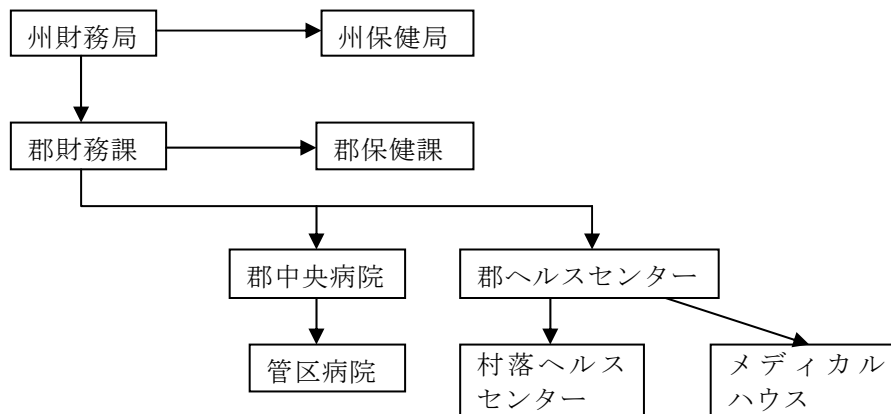 州財務局
州保健局
郡財務課
郡保健課
郡中央病院
郡ヘルスセンター
管区病院
村落ヘルス
センター
メディカル
ハウス